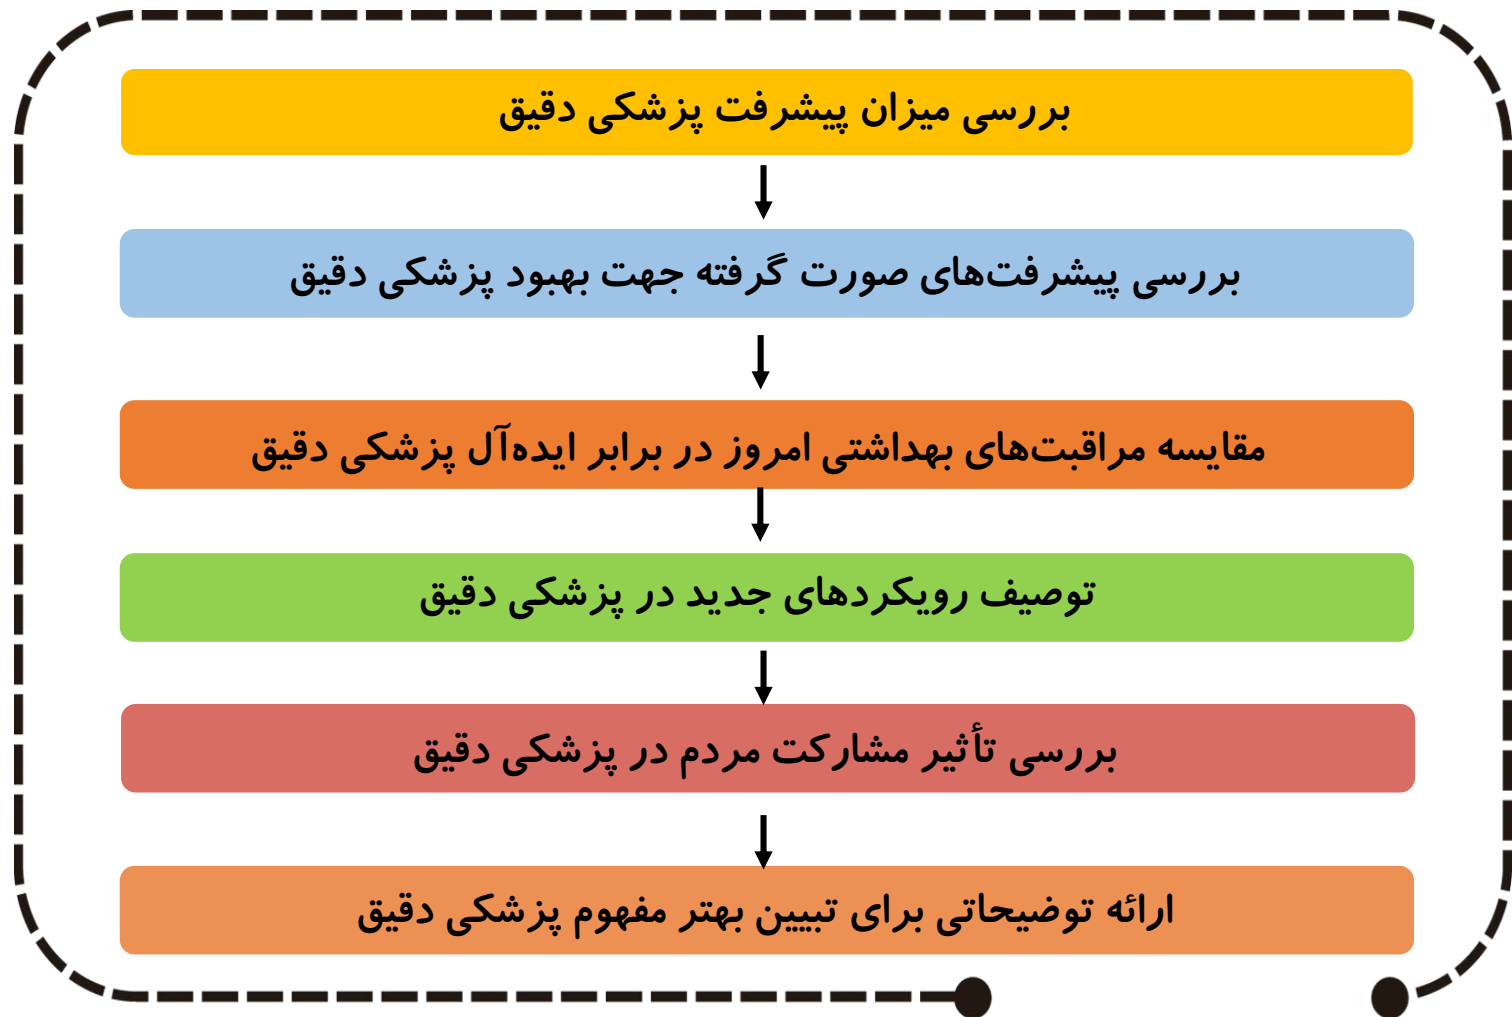 بررسی میزان پیشرفت پزشکی دقیق
بررسی پیشرفت‌های صورت گرفته جهت بهبود پزشکی دقیق
مقایسه مراقبت‌های بهداشتی امروز در برابر ایده‌آل پزشکی دقیق
توصیف رویکردهای جدید در پزشکی دقیق
بررسی تأثیر مشارکت مردم در پزشکی دقیق
ارائه توضیحاتی برای تبیین بهتر مفهوم پزشکی دقیق